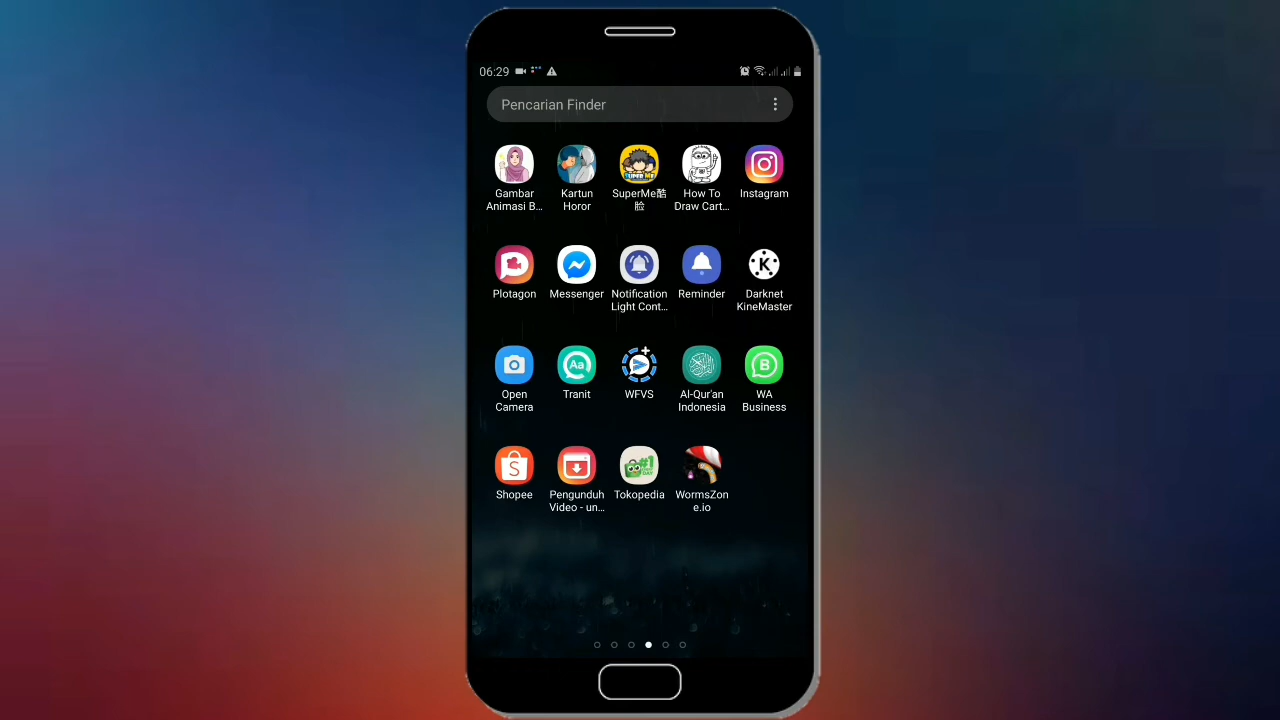 06:29
Pencarian Finder
Gambar
Animasi B...
Kartun
Horor
SuperMe酷
脸
How To
Draw Cart...
Instagram
Plotagon
Messenger
Notification
Light Cont...
Reminder
Darknet
KineMaster
Open
Camera
Tranit
WFVS
Al-Qur'an
Indonesia
WA
Business
Shopee
Pengunduh
Video - un...
Tokopedia
WormsZon
e.io